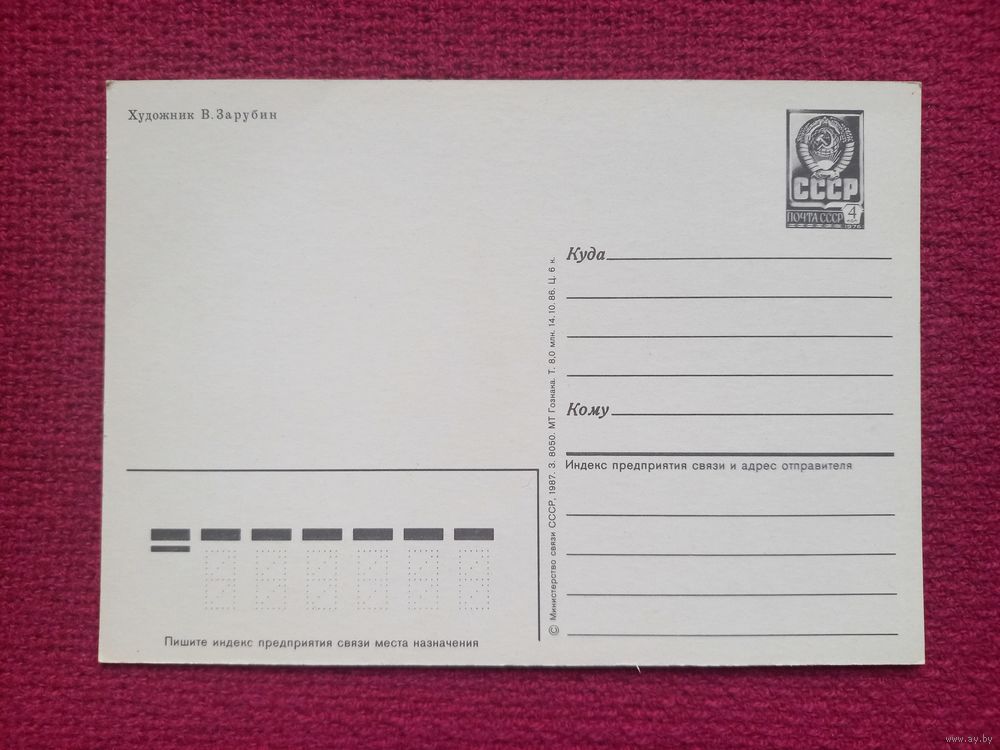 Художник В. Зарубин
СССР
ПОЧТА СССР 4
1976
Куда
Кому
Индекс предприятия связи и адрес отправителя
© Министерство связи СССР, 1987. З. 8050. МТ Гознака. Т. 8.0 млн. 14.10.86. Ц. 6 к.
Пишите индекс предприятия связи места назначения
www.ay.by